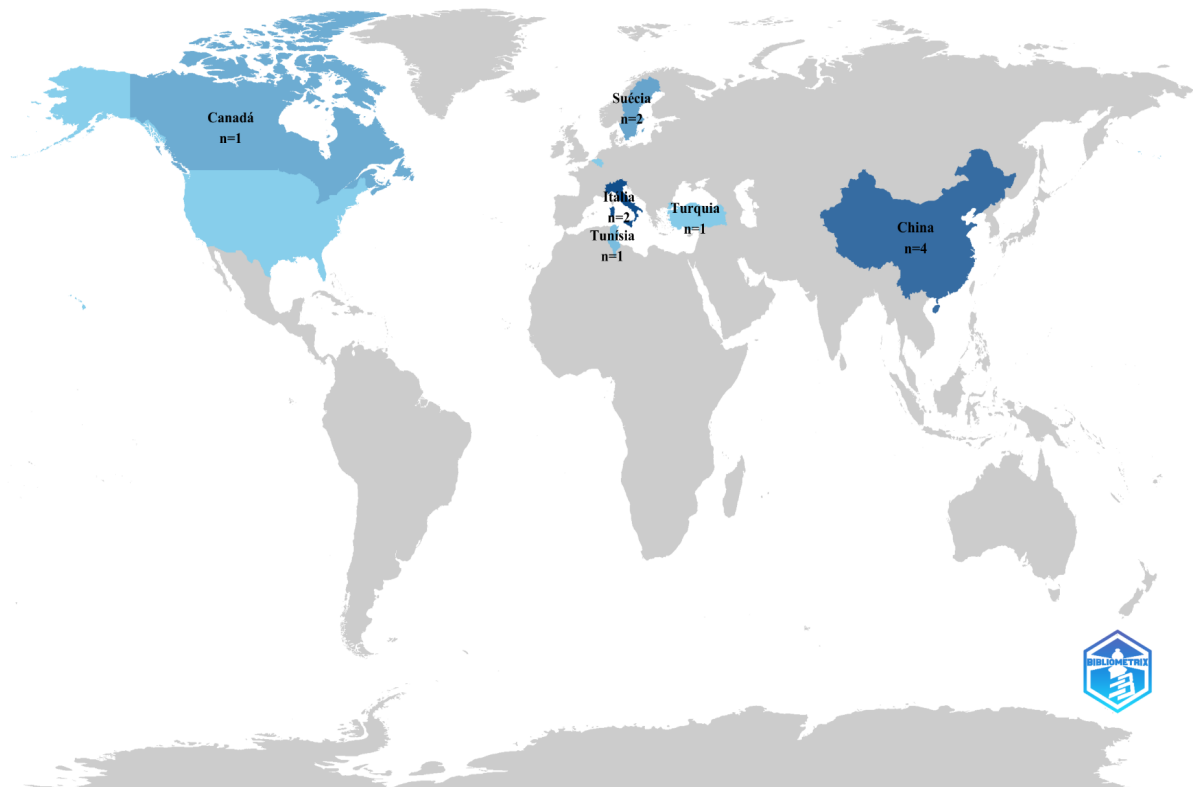 Canadá
n=1
Suécia
n=2
Itália
n=2
Turquia
n=1
Tunísia
n=1
China
n=4
BIBLIOMETRIX